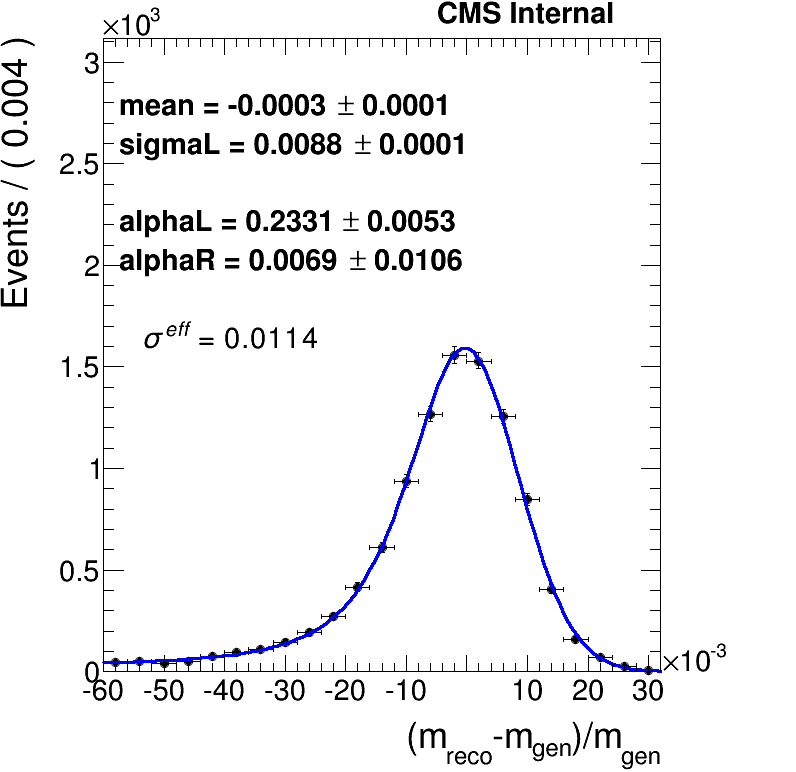 CMS Internal
×10³
Events / ( 0.004 )
3
2.5
2
1.5
1
0.5
0
mean = -0.0003 ± 0.0001
sigmaL = 0.0088 ± 0.0001
alphaL = 0.2331 ± 0.0053
alphaR = 0.0069 ± 0.0106
σ^eff = 0.0114
-60 -50 -40 -30 -20 -10 10 20 30
×10⁻³
(m_reco-m_gen)/m_gen